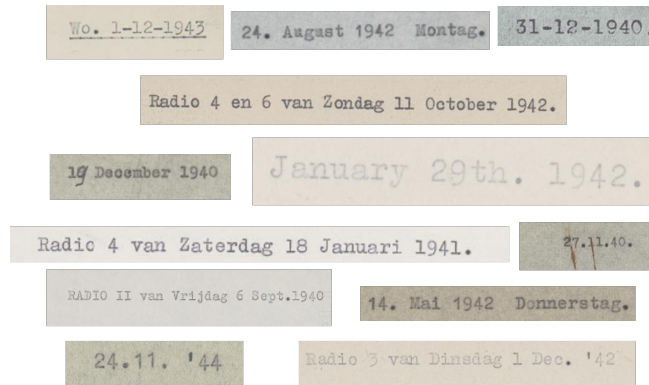 Wo. 1-12-1943
24. August 1942 Montag.
31-12-1940
Radio 4 en 6 van Zondag 11 October 1942.
19 December 1940
January 29th. 1942.
Radio 4 van Zaterdag 18 Januari 1941.
27.11.40.
RADIO II van Vrijdag 6 Sept.1940
14. Mai 1942 Donnerstag.
24.11. '44
Radio 3 van Dinsdag 1 Dec. '42